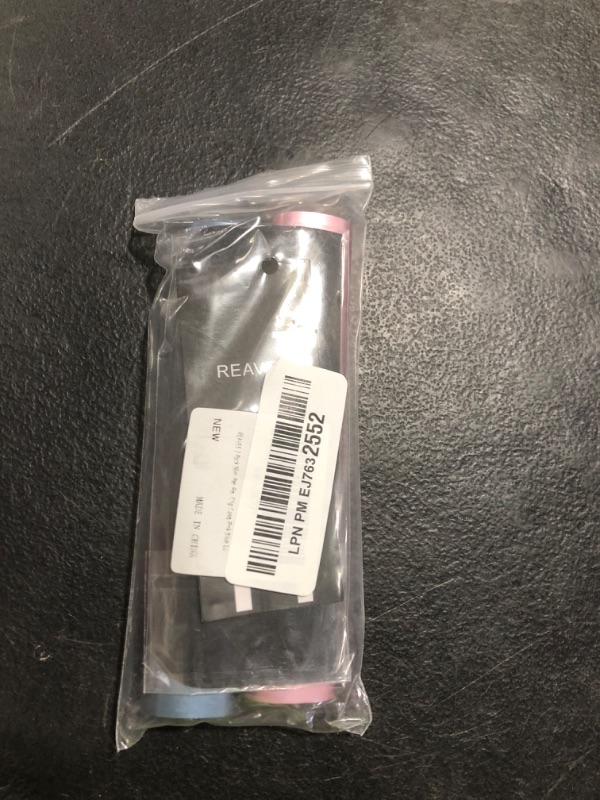 REAV
NEW
MADE IN CHINA
LPN PM EJ7632552